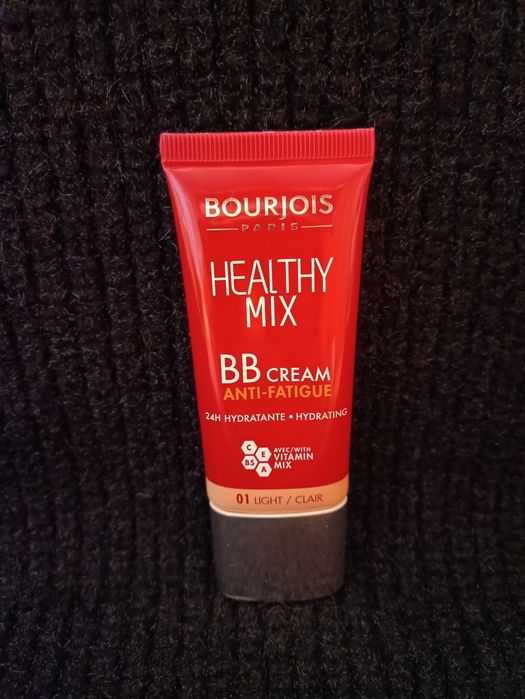 BOURJOIS
PARIS
HEALTHY
MIX
BB CREAM
ANTI-FATIGUE
24H HYDRATANTE • HYDRATING
C E B5 A
AVEC/WITH
VITAMIN
MIX
01 LIGHT / CLAIR